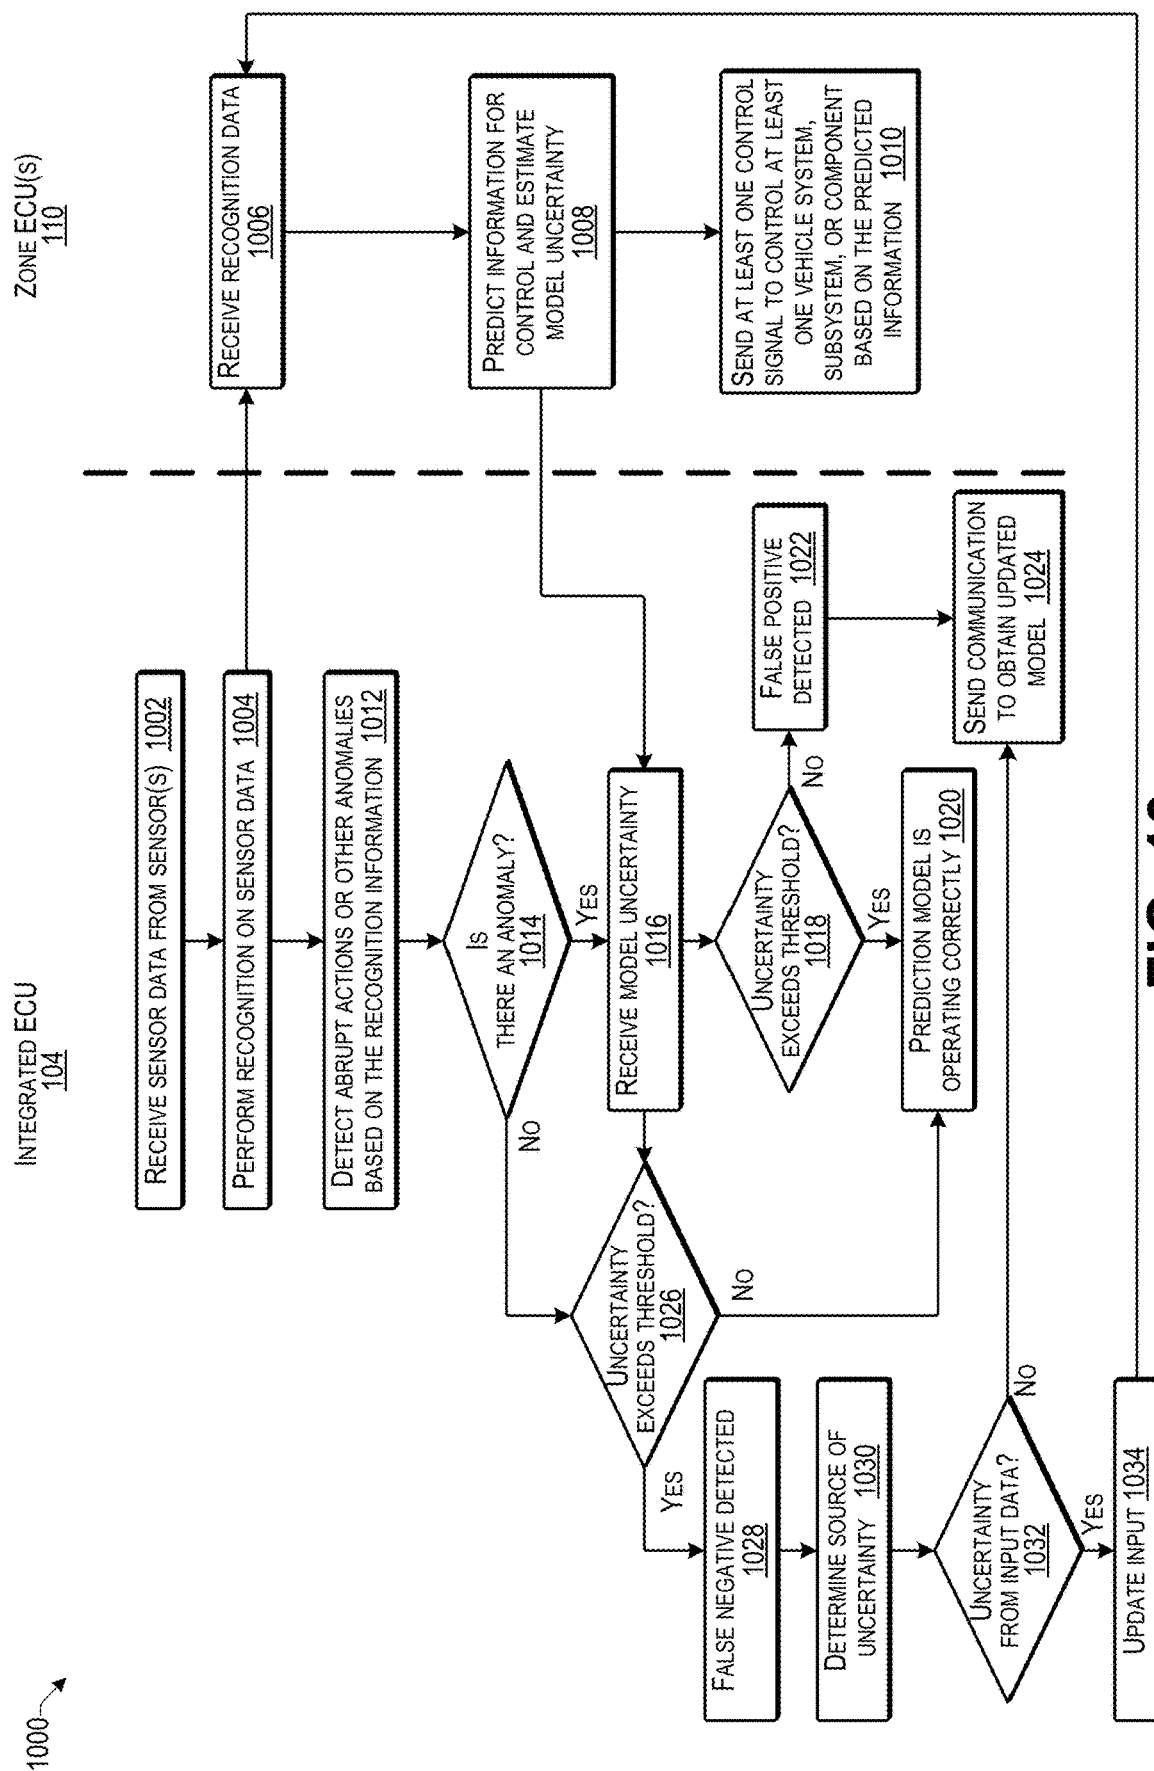 1000
INTEGRATED ECU
104
ZONE ECU(s)
110
RECEIVE SENSOR DATA FROM SENSOR(S) 1002
PERFORM RECOGNITION ON SENSOR DATA 1004
DETECT ABRUPT ACTIONS OR OTHER ANOMALIES
BASED ON THE RECOGNITION INFORMATION 1012
IS
THERE AN ANOMALY?
1014
NO
YES
RECEIVE MODEL UNCERTAINTY
1016
UNCERTAINTY
EXCEEDS THRESHOLD?
1018
NO
YES
FALSE POSITIVE
DETECTED 1022
PREDICTION MODEL IS
OPERATING CORRECTLY 1020
SEND COMMUNICATION
TO OBTAIN UPDATED
MODEL 1024
UNCERTAINTY
EXCEEDS THRESHOLD?
1026
YES
NO
FALSE NEGATIVE DETECTED
1028
DETERMINE SOURCE OF
UNCERTAINTY 1030
UNCERTAINTY
FROM INPUT DATA?
1032
NO
YES
UPDATE INPUT 1034
RECEIVE RECOGNITION DATA
1006
PREDICT INFORMATION FOR
CONTROL AND ESTIMATE
MODEL UNCERTAINTY
1008
SEND AT LEAST ONE CONTROL
SIGNAL TO CONTROL AT LEAST
ONE VEHICLE SYSTEM,
SUBSYSTEM, OR COMPONENT
BASED ON THE PREDICTED
INFORMATION 1010